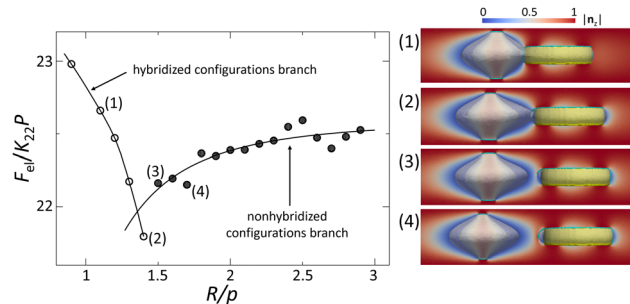 0 0.5 1 |n_z|
23
22
F_el/K_22P
hybridized configurations branch
(1)
(2)
(3)
(4)
nonhybridized
configurations branch
1 1.5 2 2.5 3
R/p
(1)
(2)
(3)
(4)